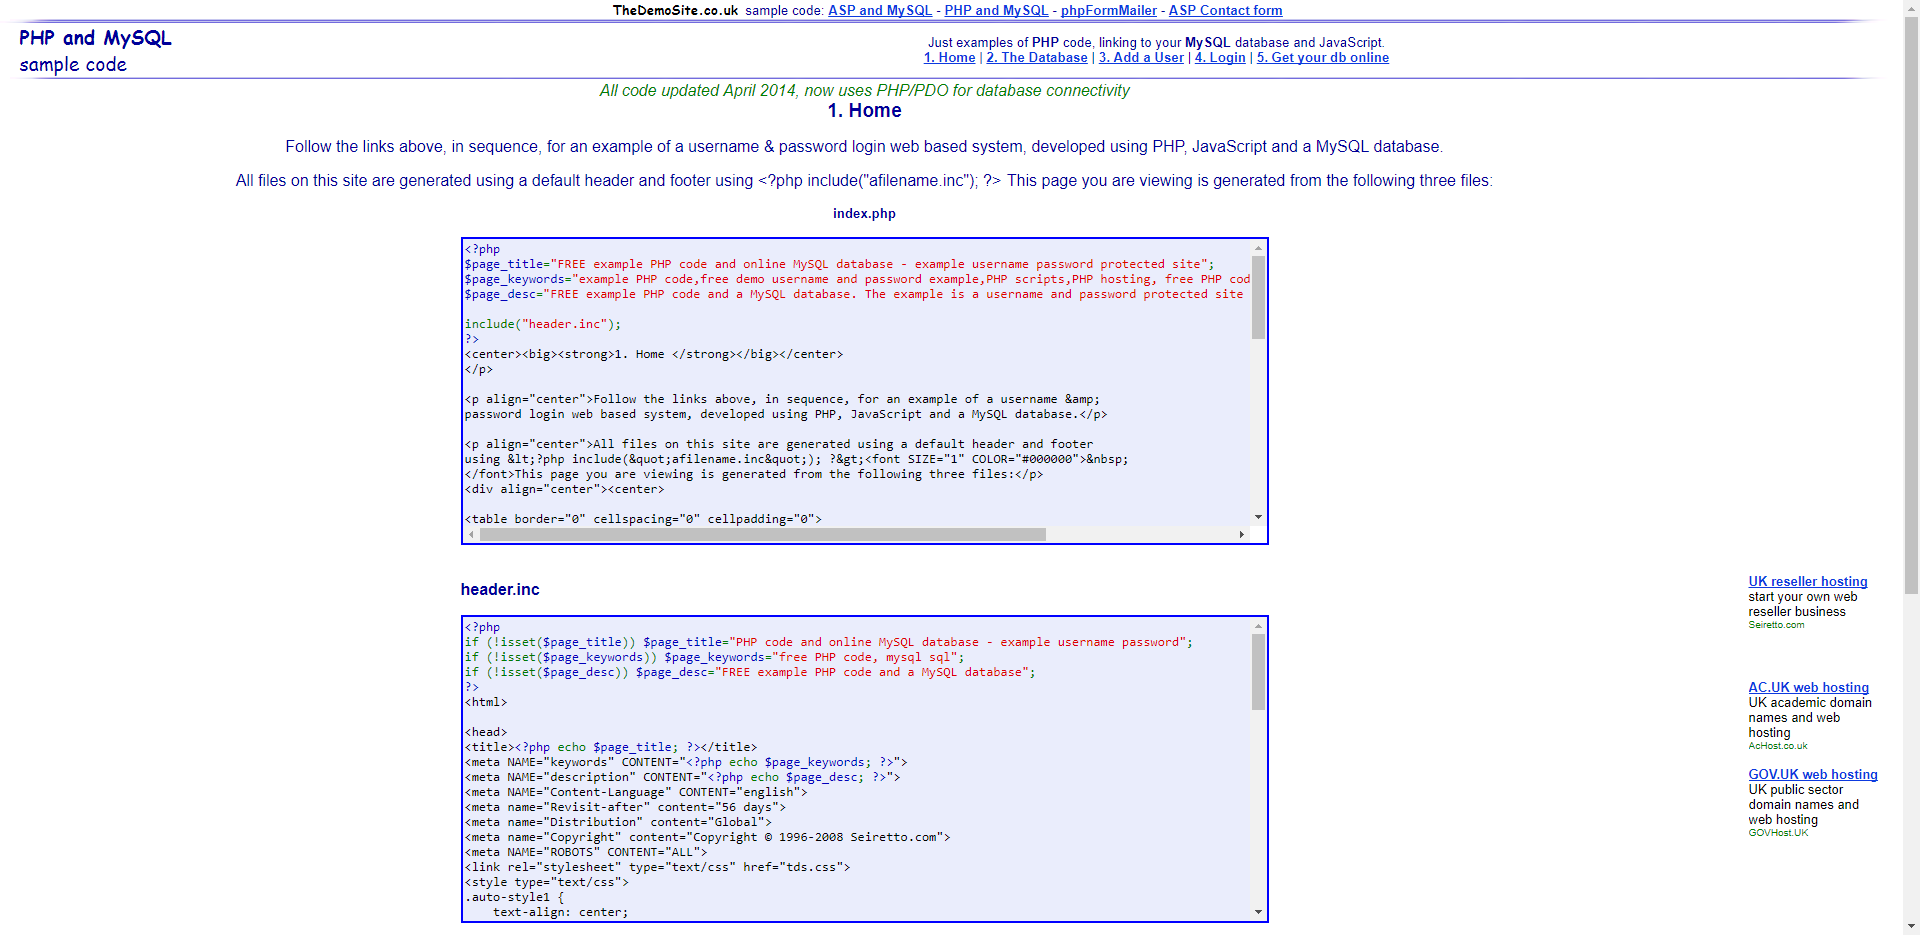 TheDemoSite.co.uk sample code: ASP and MySQL - PHP and MySQL - phpFormMailer - ASP Contact form
PHP and MySQL
sample code
Just examples of PHP code, linking to your MySQL database and JavaScript.
1. Home | 2. The Database | 3. Add a User | 4. Login | 5. Get your db online
All code updated April 2014, now uses PHP/PDO for database connectivity
1. Home
Follow the links above, in sequence, for an example of a username & password login web based system, developed using PHP, JavaScript and a MySQL database.
All files on this site are generated using a default header and footer using <?php include("afilename.inc"); ?> This page you are viewing is generated from the following three files:
index.php
<?php
$page_title="FREE example PHP code and online MySQL database - example username password protected site";
$page_keywords="example PHP code,free demo username and password example,PHP scripts,PHP hosting, free PHP cod
$page_desc="FREE example PHP code and a MySQL database. The example is a username and password protected site
include("header.inc");
?>
<center><big><strong>1. Home </strong></big></center>
</p>
<p align="center">Follow the links above, in sequence, for an example of a username &amp;
password login web based system, developed using PHP, JavaScript and a MySQL database.</p>
<p align="center">All files on this site are generated using a default header and footer
using &lt;?php include(&quot;afilename.inc&quot;); ?&gt;<font SIZE="1" COLOR="#000000">&nbsp;
</font>This page you are viewing is generated from the following three files:</p>
<div align="center"><center>
<table border="0" cellspacing="0" cellpadding="0">
header.inc
<?php
if (!isset($page_title)) $page_title="PHP code and online MySQL database - example username password";
if (!isset($page_keywords)) $page_keywords="free PHP code, mysql sql";
if (!isset($page_desc)) $page_desc="FREE example PHP code and a MySQL database";
?>
<html>
<head>
<title><?php echo $page_title; ?></title>
<meta NAME="keywords" CONTENT="<?php echo $page_keywords; ?>">
<meta NAME="description" CONTENT="<?php echo $page_desc; ?>">
<meta NAME="Content-Language" CONTENT="english">
<meta name="Revisit-after" content="56 days">
<meta name="Distribution" content="Global">
<meta name="Copyright" content="Copyright © 1996-2008 Seiretto.com">
<meta NAME="ROBOTS" CONTENT="ALL">
<link rel="stylesheet" type="text/css" href="tds.css">
<style type="text/css">
.auto-style1 {
text-align: center;
UK reseller hosting
start your own web
reseller business
Seiretto.com
AC.UK web hosting
UK academic domain
names and web
hosting
AcHost.co.uk
GOV.UK web hosting
UK public sector
domain names and
web hosting
GOVHost.UK